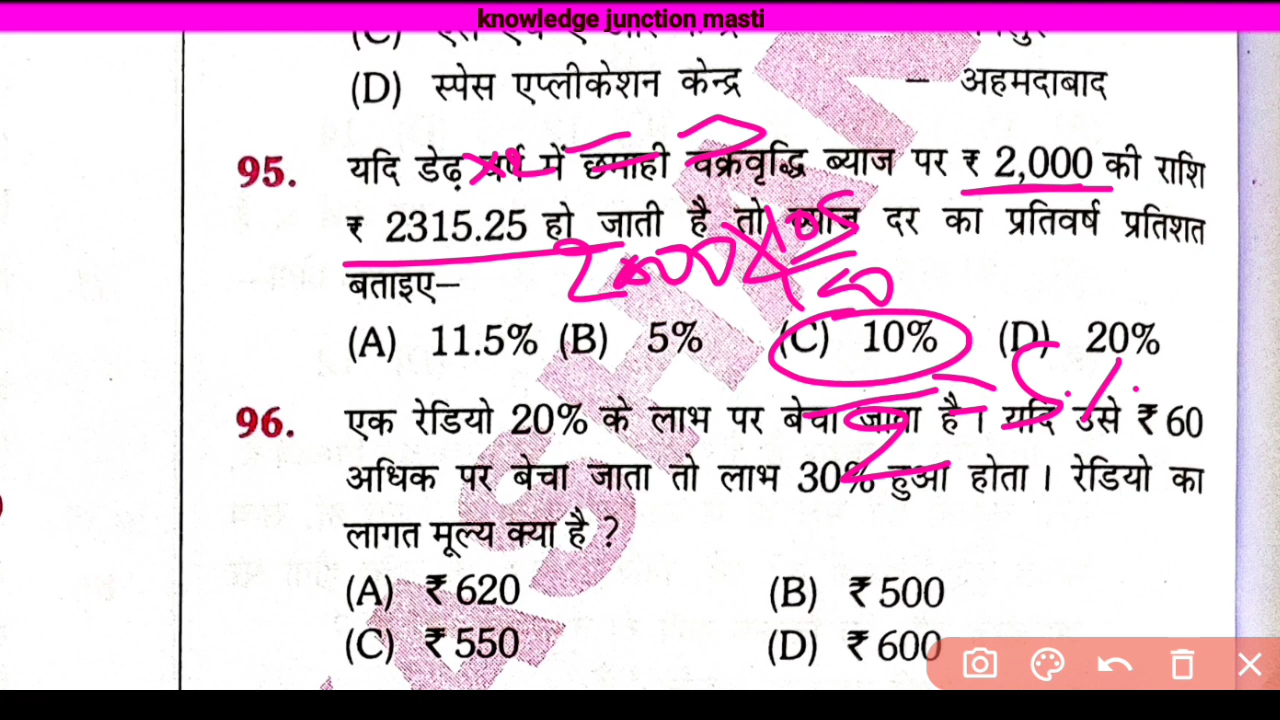 knowledge junction masti
(D) स्पेस एप्लीकेशन केन्द्र – अहमदाबाद
95. यदि डेढ़ वर्ष में छमाही चक्रवृद्धि ब्याज पर ₹ 2,000 की राशि
₹ 2315.25 हो जाती है तो ब्याज दर का प्रतिवर्ष प्रतिशत
बताइए–
(A) 11.5% (B) 5% (C) 10% (D) 20%
96. एक रेडियो 20% के लाभ पर बेचा जाता है। यदि उसे ₹ 60
अधिक पर बेचा जाता तो लाभ 30% हुआ होता। रेडियो का
लागत मूल्य क्या है ?
(A) ₹ 620 (B) ₹ 500
(C) ₹ 550 (D) ₹ 600